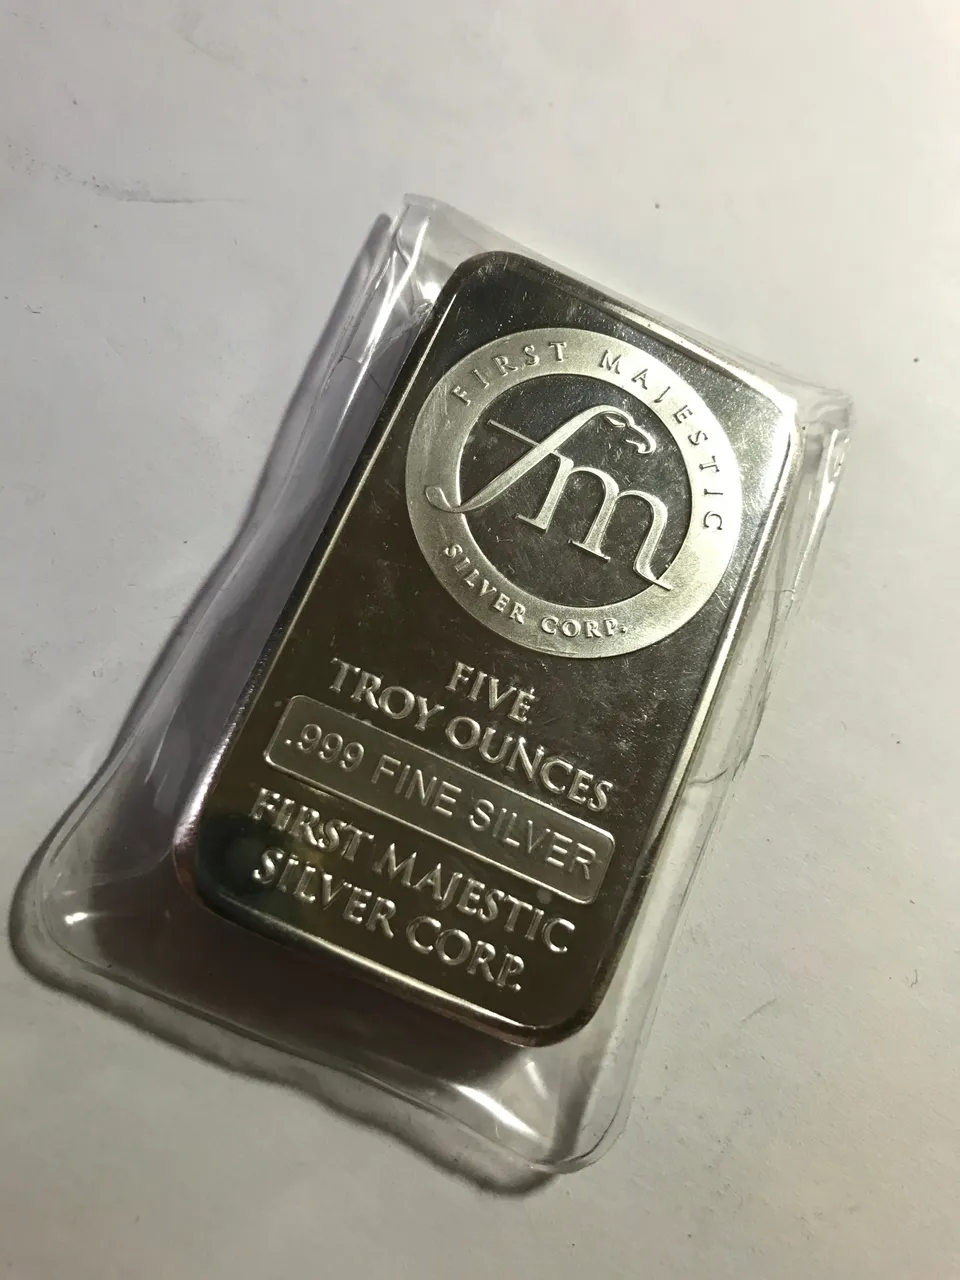 FIRST MAJESTIC
fm
SILVER CORP.
FIVE
TROY OUNCES
.999 FINE SILVER
FIRST MAJESTIC
SILVER CORP.